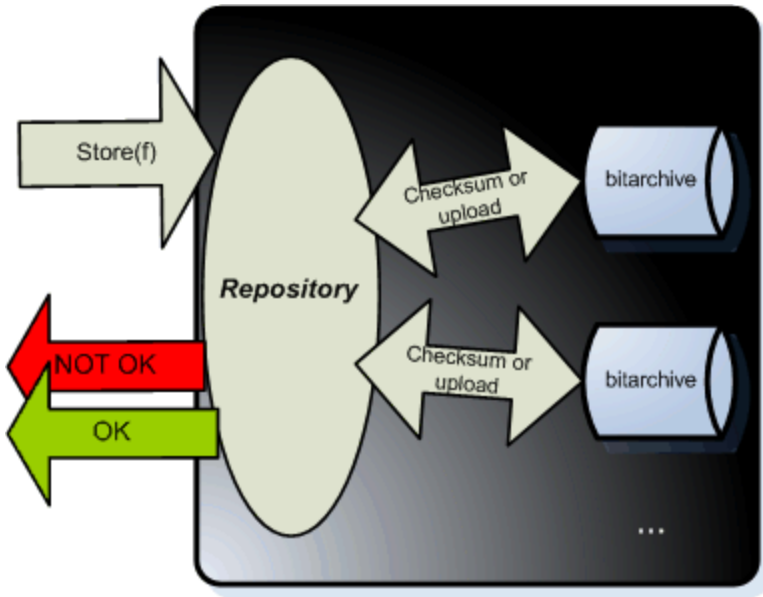 Store(f)
Checksum or
upload
bitarchive
Repository
NOT OK
Checksum or
upload
bitarchive
OK
...